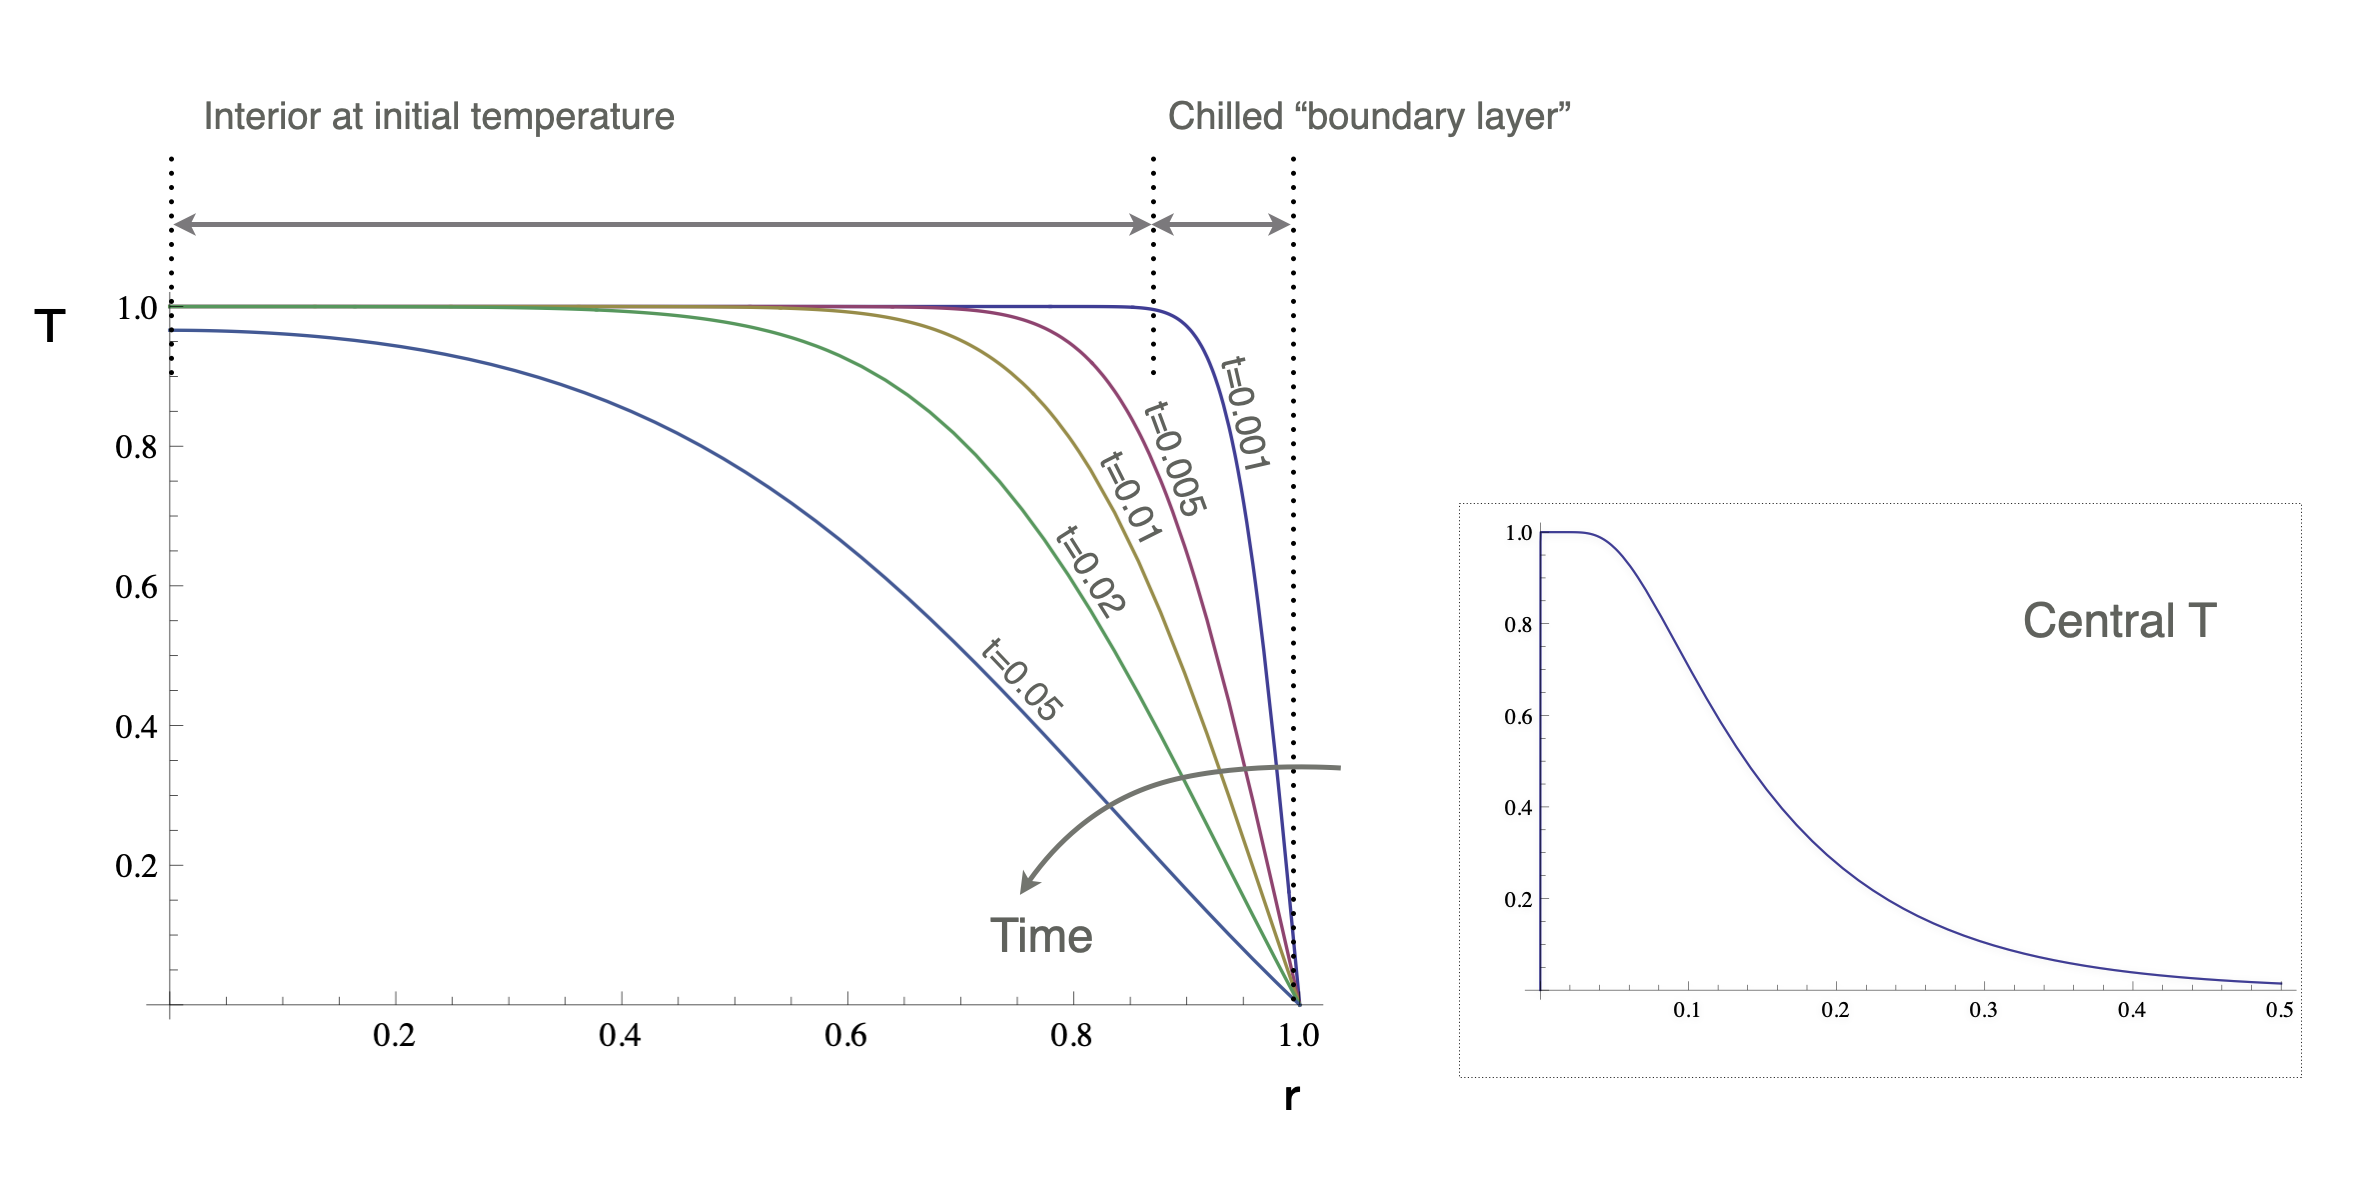 Interior at initial temperature
Chilled “boundary layer”
T
1.0
0.8
0.6
0.4
0.2
0.2
0.4
0.6
0.8
1.0
r
t=0.001
t=0.005
t=0.01
t=0.02
t=0.05
Time
Central T
1.0
0.8
0.6
0.4
0.2
0.1
0.2
0.3
0.4
0.5